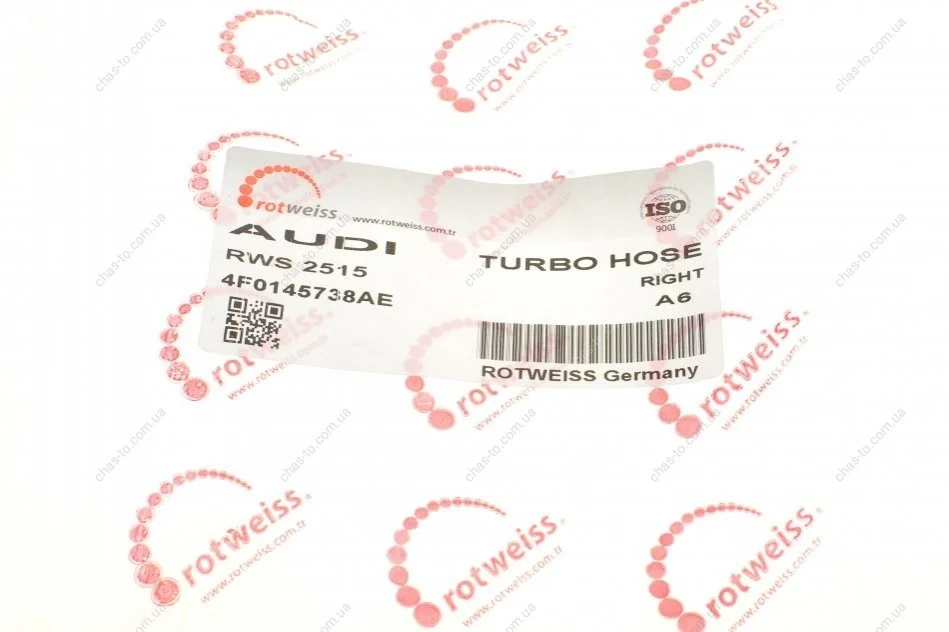 rotweiss
www.rotweiss.com.tr
AUDI
RWS 2515
4F0145738AE
ISO
9001
TURBO HOSE
RIGHT
A6
ROTWEISS Germany
rotweiss
www.rotweiss.com.tr
chas-to.com.ua